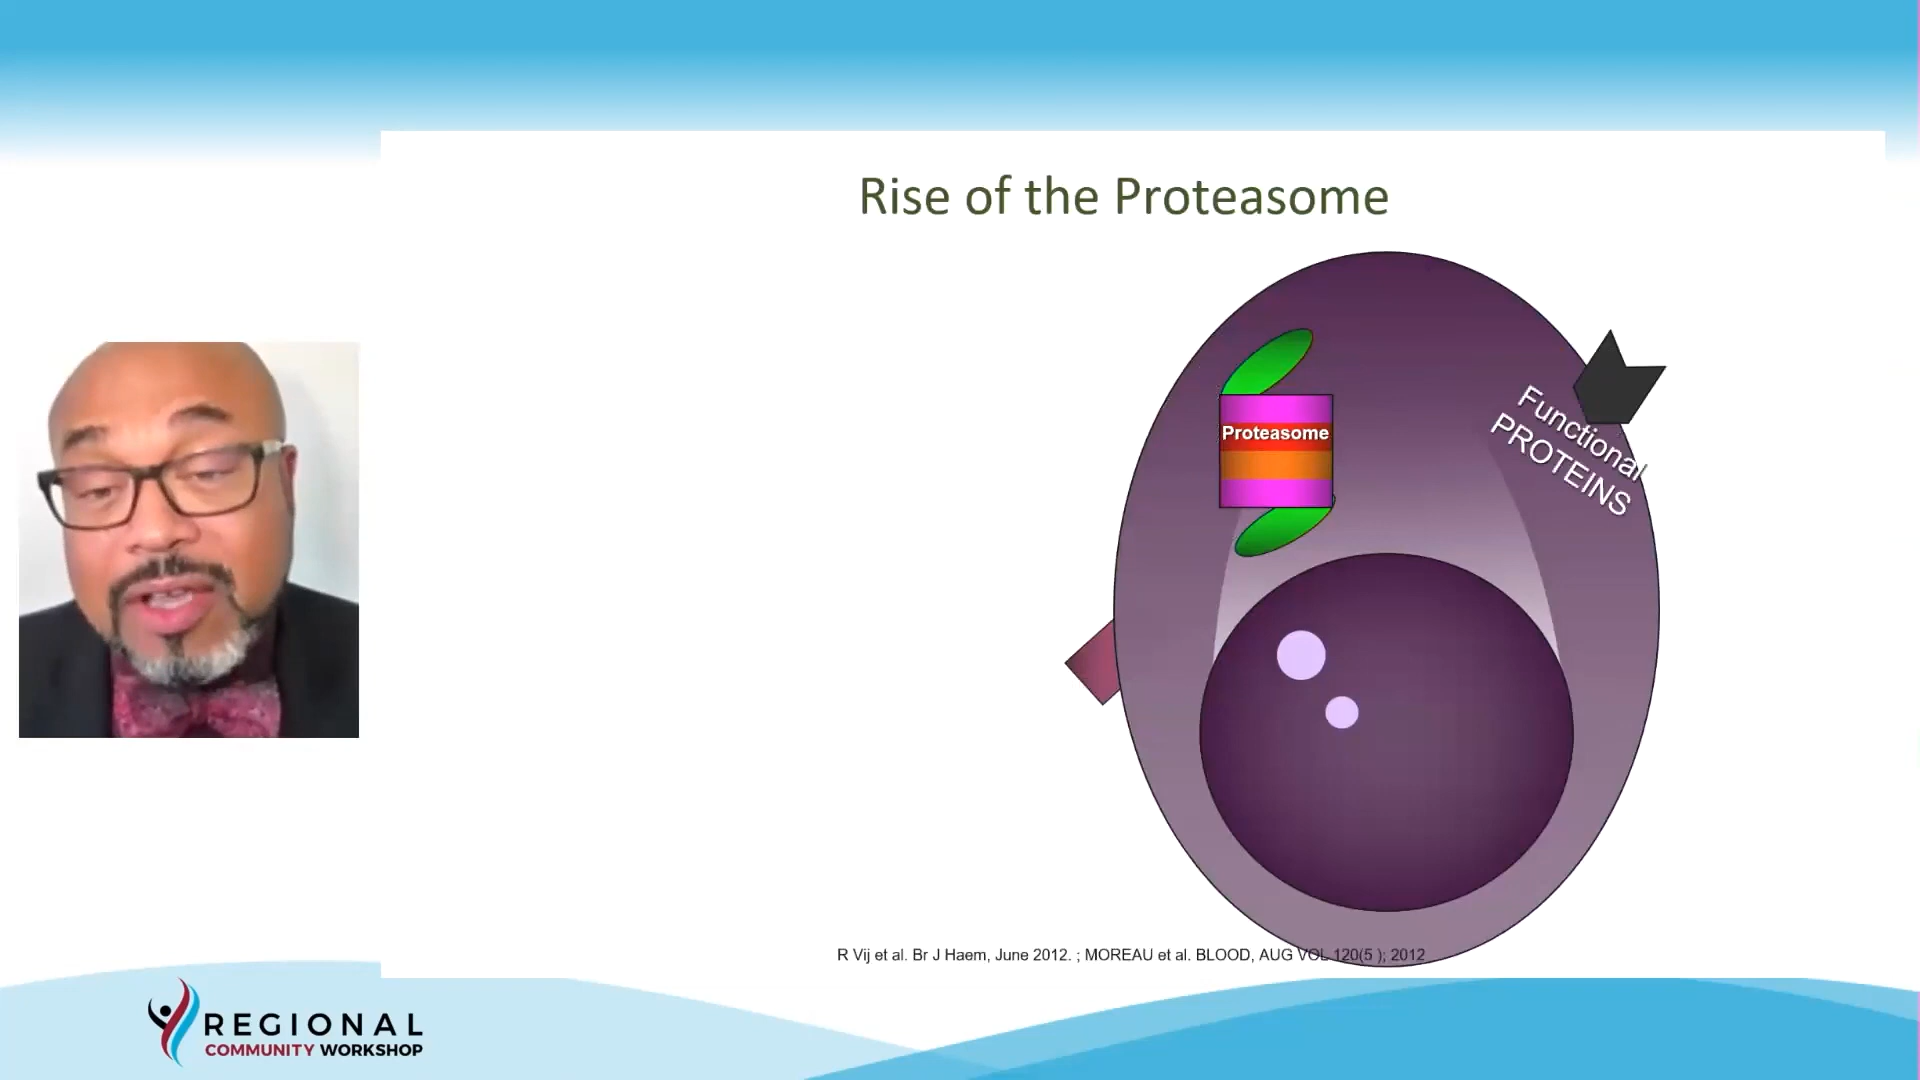 Rise of the Proteasome
Proteasome
Functional
PROTEINS
R Vij et al. Br J Haem, June 2012. ; MOREAU et al. BLOOD, AUG VOL 120(5 ); 2012
REGIONAL
COMMUNITY WORKSHOP